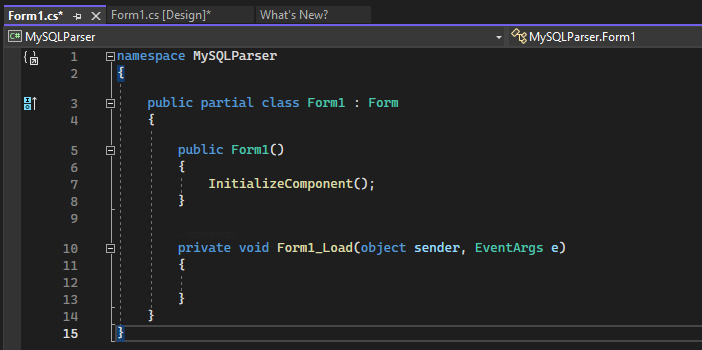 Form1.cs* Form1.cs [Design]* What's New?
C# MySQLParser MySQLParser.Form1
1 namespace MySQLParser
2 {
3 public partial class Form1 : Form
4 {
5 public Form1()
6 {
7 InitializeComponent();
8 }
9
10 private void Form1_Load(object sender, EventArgs e)
11 {
12
13 }
14 }
15 }